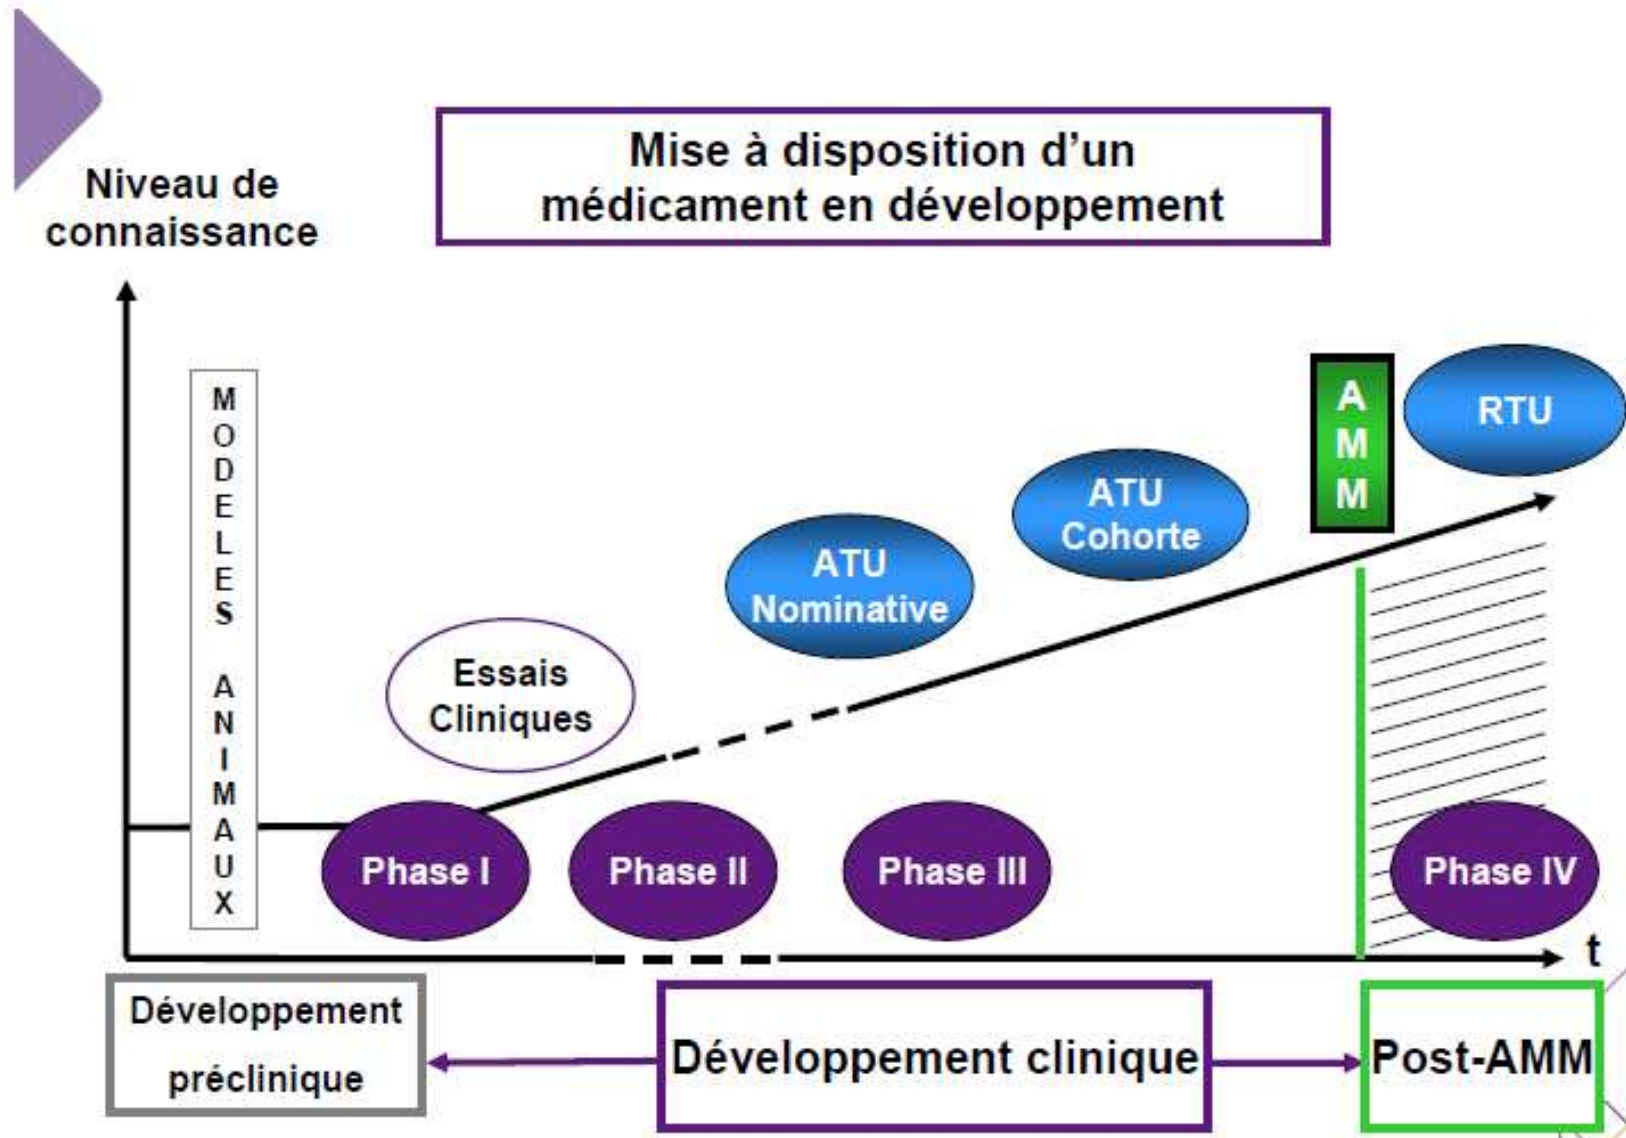 Mise à disposition d'un
médicament en développement
Niveau de
connaissance
MODELES ANIMAUX
Essais
Cliniques
ATU
Nominative
ATU
Cohorte
AMM
RTU
Phase I
Phase II
Phase III
Phase IV
t
Développement
préclinique
Développement clinique
Post-AMM